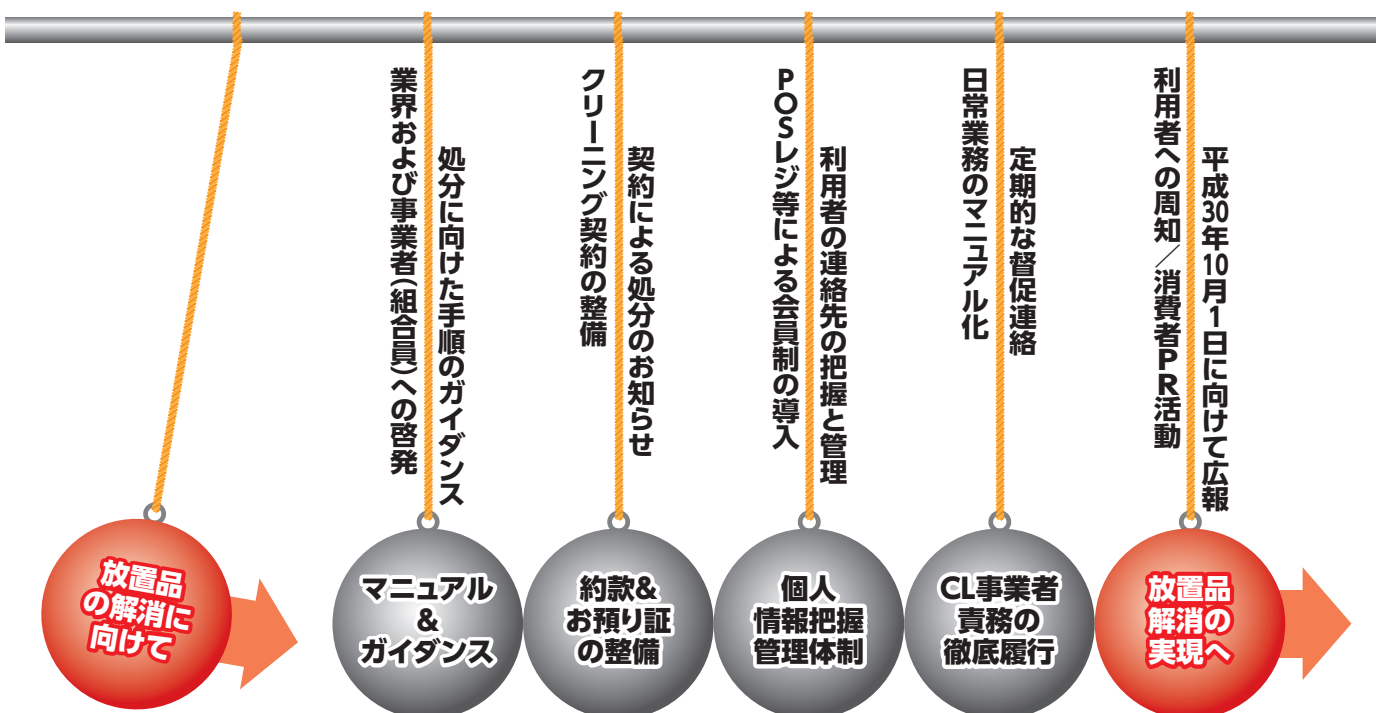 放置品
の解消に
向けて
処分に向けた手順のガイダンス
業界および事業者(組合員)への啓発
マニュアル
&
ガイダンス
契約による処分のお知らせ
クリーニング契約の整備
約款&
お預り証
の整備
利用者の連絡先の把握と管理
POSレジ等による会員制の導入
個人
情報把握
管理体制
定期的な督促連絡
日常業務のマニュアル化
CL事業者
責務の
徹底履行
平成30年10月1日に向けて広報
利用者への周知/消費者PR活動
放置品
解消の
実現へ